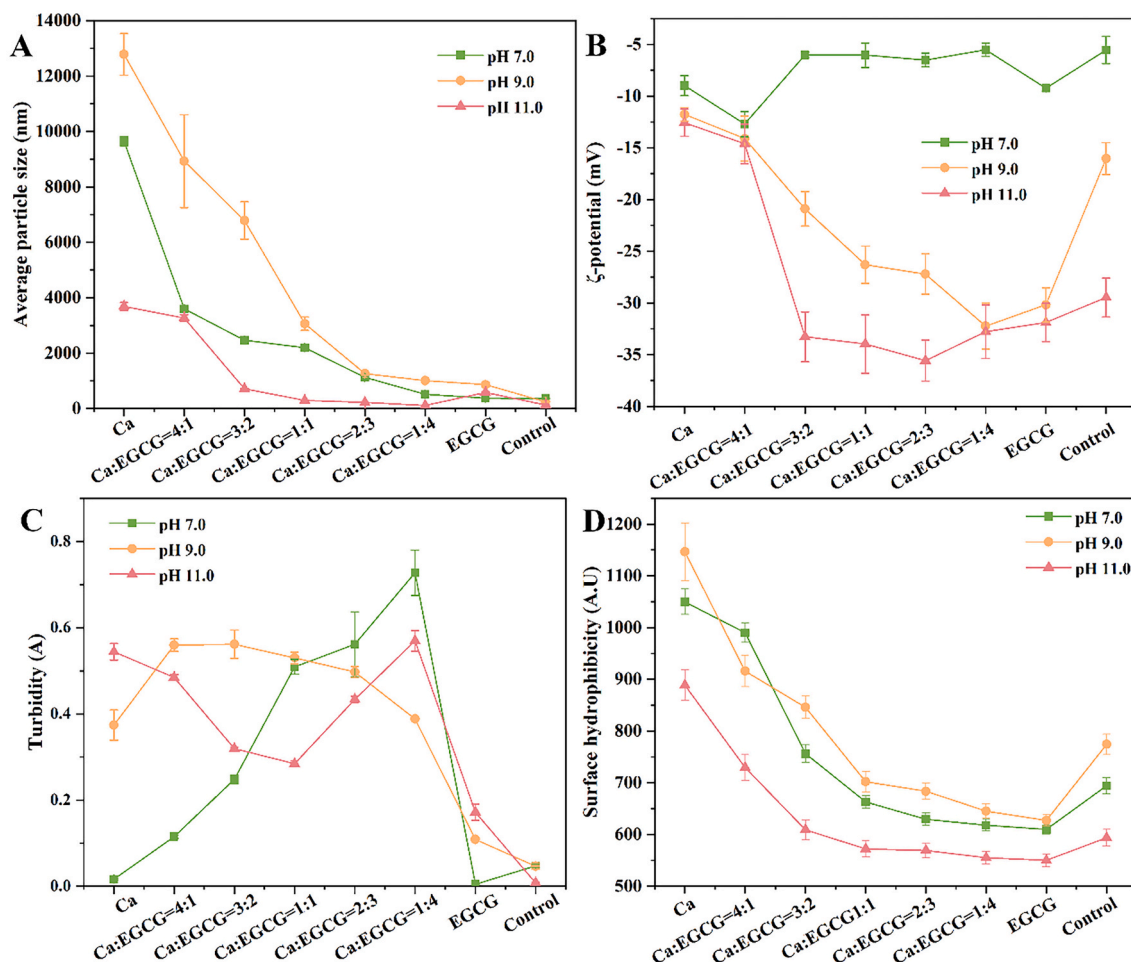 A
14000
12000
10000
8000
6000
4000
2000
0
Average particle size (nm)
pH 7.0
pH 9.0
pH 11.0
Ca
Ca:EGCG=4:1
Ca:EGCG=3:2
Ca:EGCG=1:1
Ca:EGCG=2:3
Ca:EGCG=1:4
EGCG
Control
B
-5
-10
-15
-20
-25
-30
-35
-40
ζ-potential (mV)
pH 7.0
pH 9.0
pH 11.0
Ca
Ca:EGCG=4:1
Ca:EGCG=3:2
Ca:EGCG=1:1
Ca:EGCG=2:3
Ca:EGCG=1:4
EGCG
Control
C
0.8
0.6
0.4
0.2
0.0
Turbidity (A)
pH 7.0
pH 9.0
pH 11.0
Ca
Ca:EGCG=4:1
Ca:EGCG=3:2
Ca:EGCG=1:1
Ca:EGCG=2:3
Ca:EGCG=1:4
EGCG
Control
D
1200
1100
1000
900
800
700
600
500
Surface hydrophibicity (A.U)
pH 7.0
pH 9.0
pH 11.0
Ca
Ca:EGCG=4:1
Ca:EGCG=3:2
Ca:EGCG1:1
Ca:EGCG=2:3
Ca:EGCG=1:4
EGCG
Control